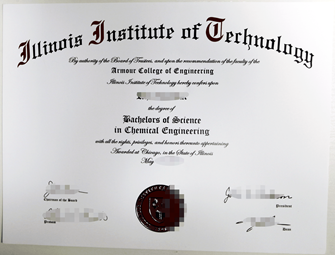 Illinois Institute of Technology
By authority of the Board of Trustees, and upon the recommendation of the faculty of the
Armour College of Engineering
Illinois Institute of Technology hereby confers upon
the degree of
Bachelors of Science
in Chemical Engineering
with all the rights, privileges, and honors thereunto appertaining
Awarded at Chicago, in the State of Illinois
May
Chairman of the Board
President
Provost
Dean